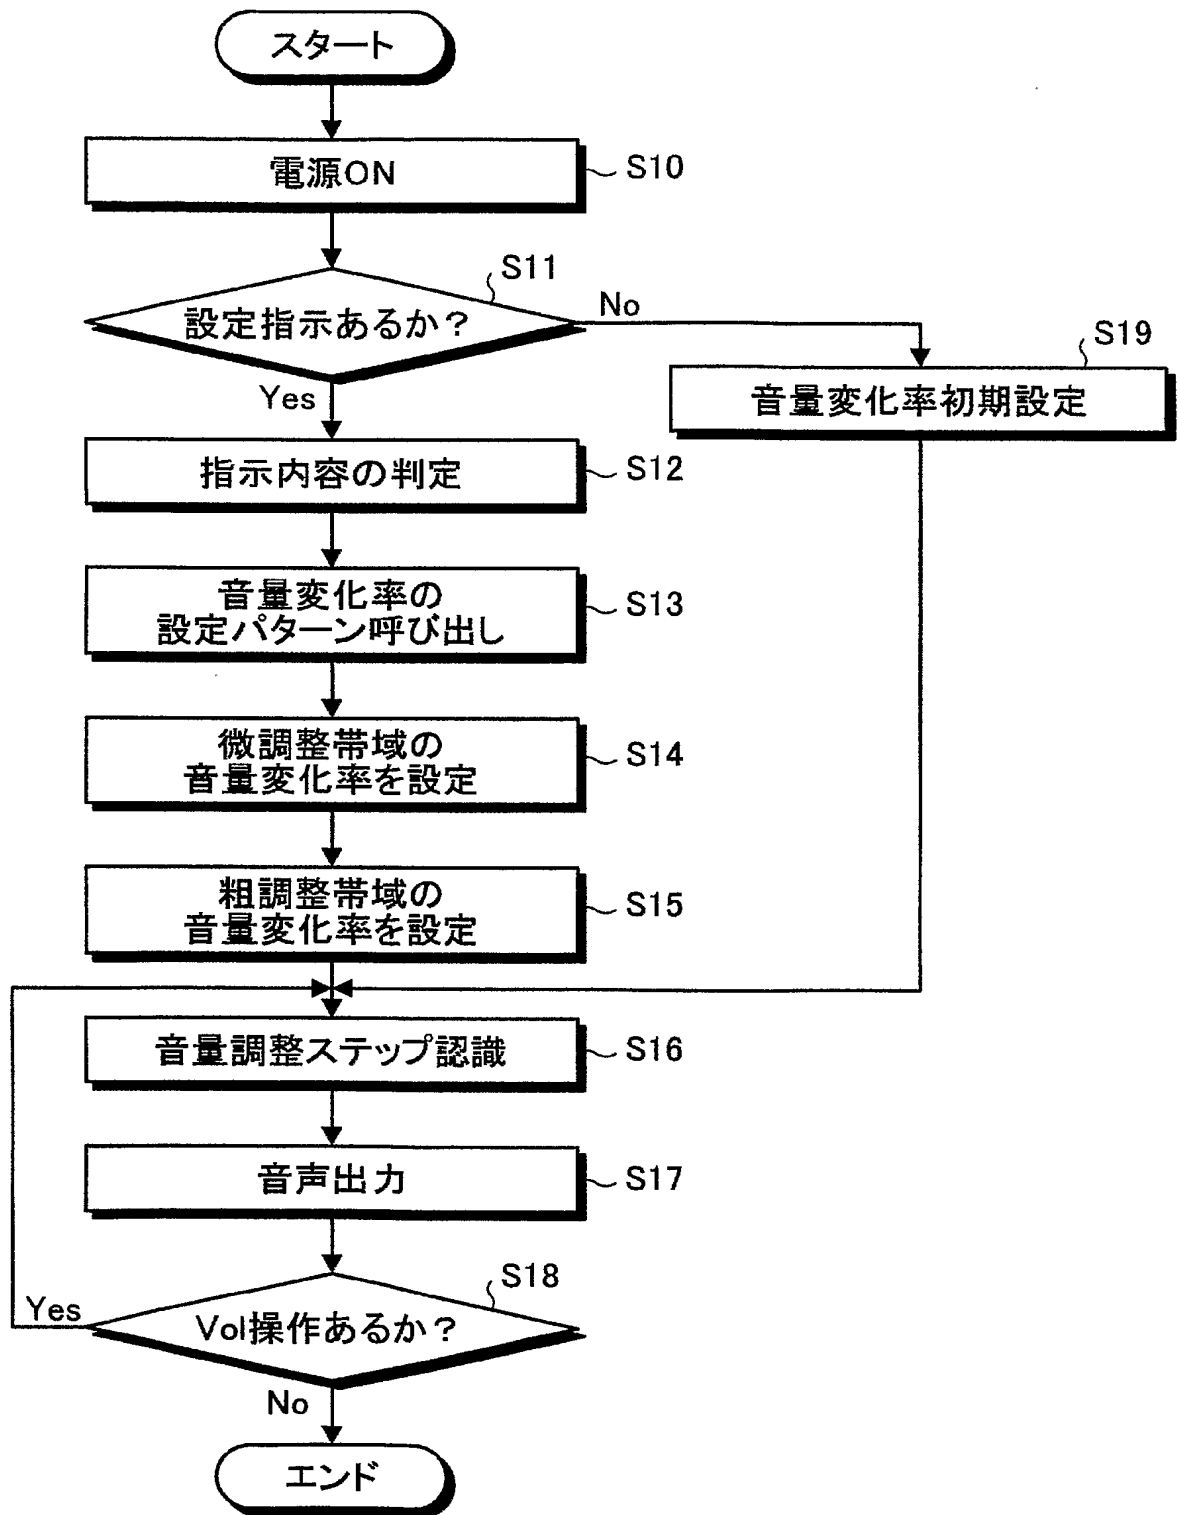 スタート
電源ON
S10
S11
設定指示あるか？
No
S19
音量変化率初期設定
Yes
指示内容の判定
S12
音量変化率の
設定パターン呼び出し
S13
微調整帯域の
音量変化率を設定
S14
粗調整帯域の
音量変化率を設定
S15
音量調整ステップ認識
S16
音声出力
S17
S18
Yes
Vol操作あるか？
No
エンド